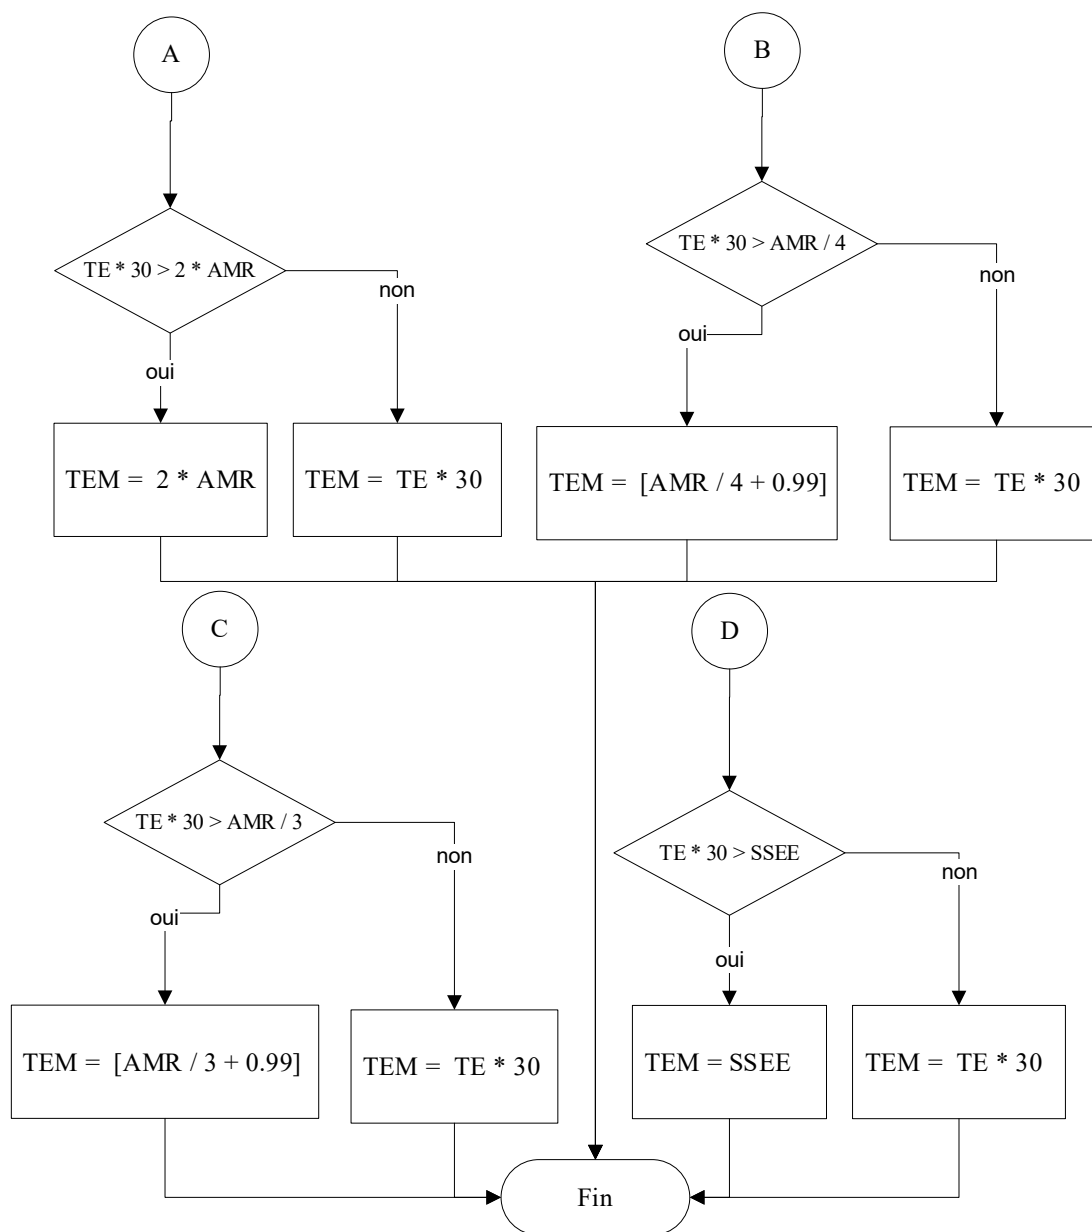 A
B
TE * 30 > 2 * AMR
non
oui
TEM = 2 * AMR
TEM = TE * 30
TE * 30 > AMR / 4
non
oui
TEM = [AMR / 4 + 0.99]
TEM = TE * 30
C
D
TE * 30 > AMR / 3
non
oui
TEM = [AMR / 3 + 0.99]
TEM = TE * 30
TE * 30 > SSEE
non
oui
TEM = SSEE
TEM = TE * 30
Fin